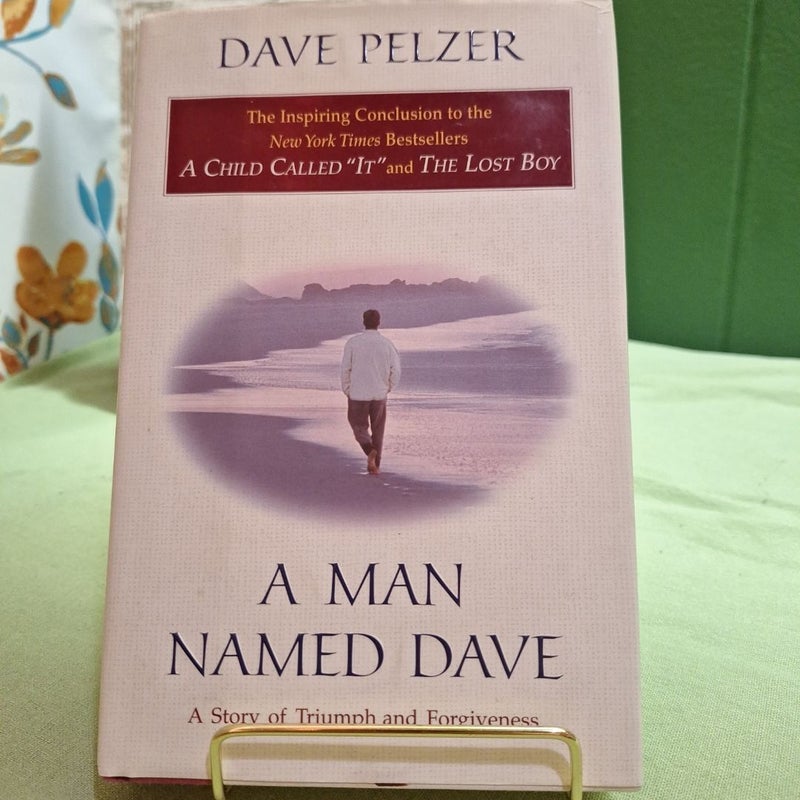 DAVE PELZER
The Inspiring Conclusion to the
New York Times Bestsellers
A CHILD CALLED "IT" and THE LOST BOY
A MAN
NAMED DAVE
A Story of Triumph and Forgiveness